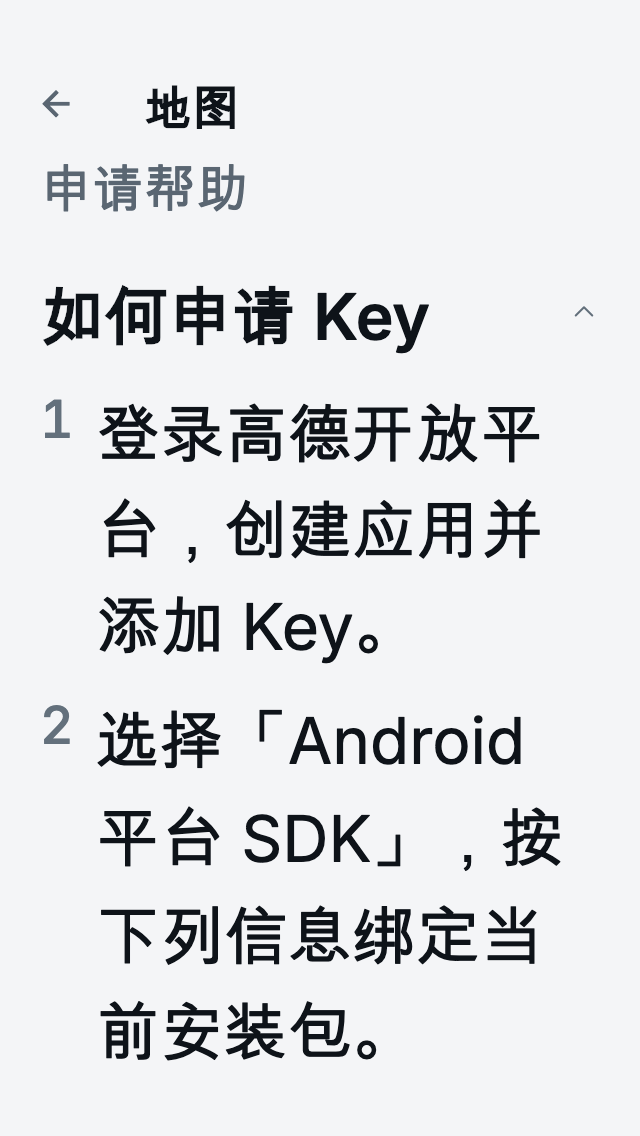 地图
申请帮助
如何申请 Key
1 登录高德开放平
台，创建应用并
添加 Key。
2 选择「Android
平台 SDK」，按
下列信息绑定当
前安装包。